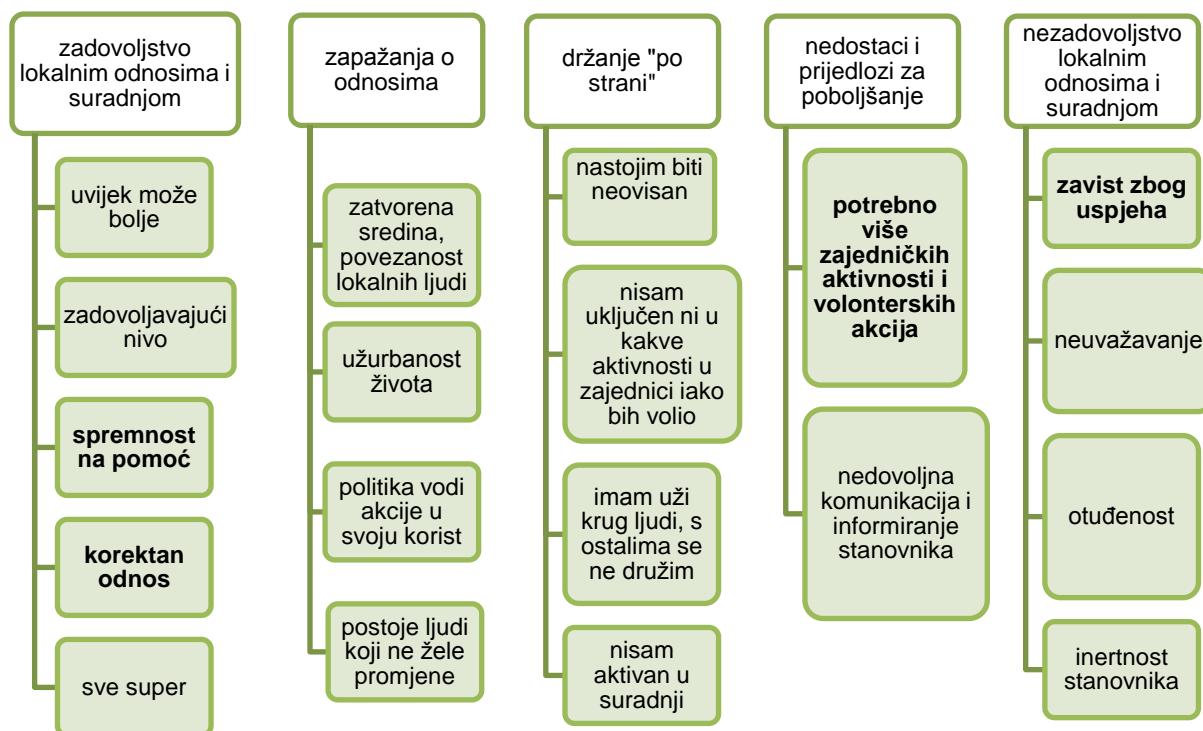 zadovoljstvo
lokalnim odnosima i
suradnjom
uvijek može
bolje
zadovoljavajući
nivo
spremnost
na pomoć
korektan
odnos
sve super
zapažanja o
odnosima
zatvorena
sredina,
povezanost
lokalnih ljudi
užurbanost
života
politika vodi
akcije u
svoju korist
postoje ljudi
koji ne žele
promjene
držanje "po
strani"
nastojim biti
neovisan
nisam
uključen ni u
kakve
aktivnosti u
zajednici iako
bih volio
imam uži
krug ljudi, s
ostalima se
ne družim
nisam
aktivan u
suradnji
nedostaci i
prijedlozi za
poboljšanje
potrebno
više
zajedničkih
aktivnosti i
volonterskih
akcija
nedovoljna
komunikacija i
informiranje
stanovnika
nezadovoljstvo
lokalnim
odnosima i
suradnjom
zavist zbog
uspjeha
neuvažavanje
otuđenost
inertnost
stanovnika